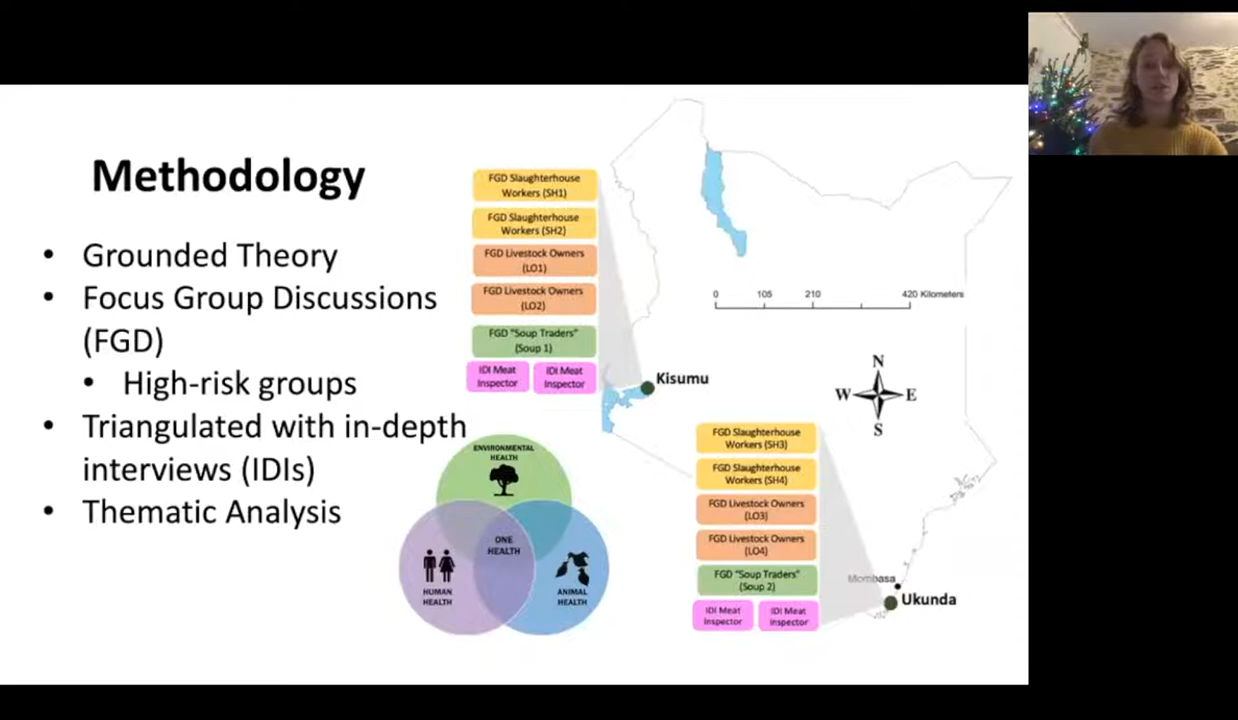 Methodology
• Grounded Theory
• Focus Group Discussions
(FGD)
• High-risk groups
• Triangulated with in-depth
interviews (IDIs)
• Thematic Analysis
FGD Slaughterhouse
Workers (SH1)
FGD Slaughterhouse
Workers (SH2)
FGD Livestock Owners
(LO1)
FGD Livestock Owners
(LO2)
FGD "Soup Traders"
(Soup 1)
IDI Meat
Inspector
IDI Meat
Inspector
Kisumu
0 105 210 420 Kilometers
N
W E
S
ENVIRONMENTAL
HEALTH
ONE
HEALTH
HUMAN
HEALTH
ANIMAL
HEALTH
FGD Slaughterhouse
Workers (SH3)
FGD Slaughterhouse
Workers (SH4)
FGD Livestock Owners
(LO3)
FGD Livestock Owners
(LO4)
FGD "Soup Traders"
(Soup 2)
IDI Meat
Inspector
IDI Meat
Inspector
Mombasa
Ukunda